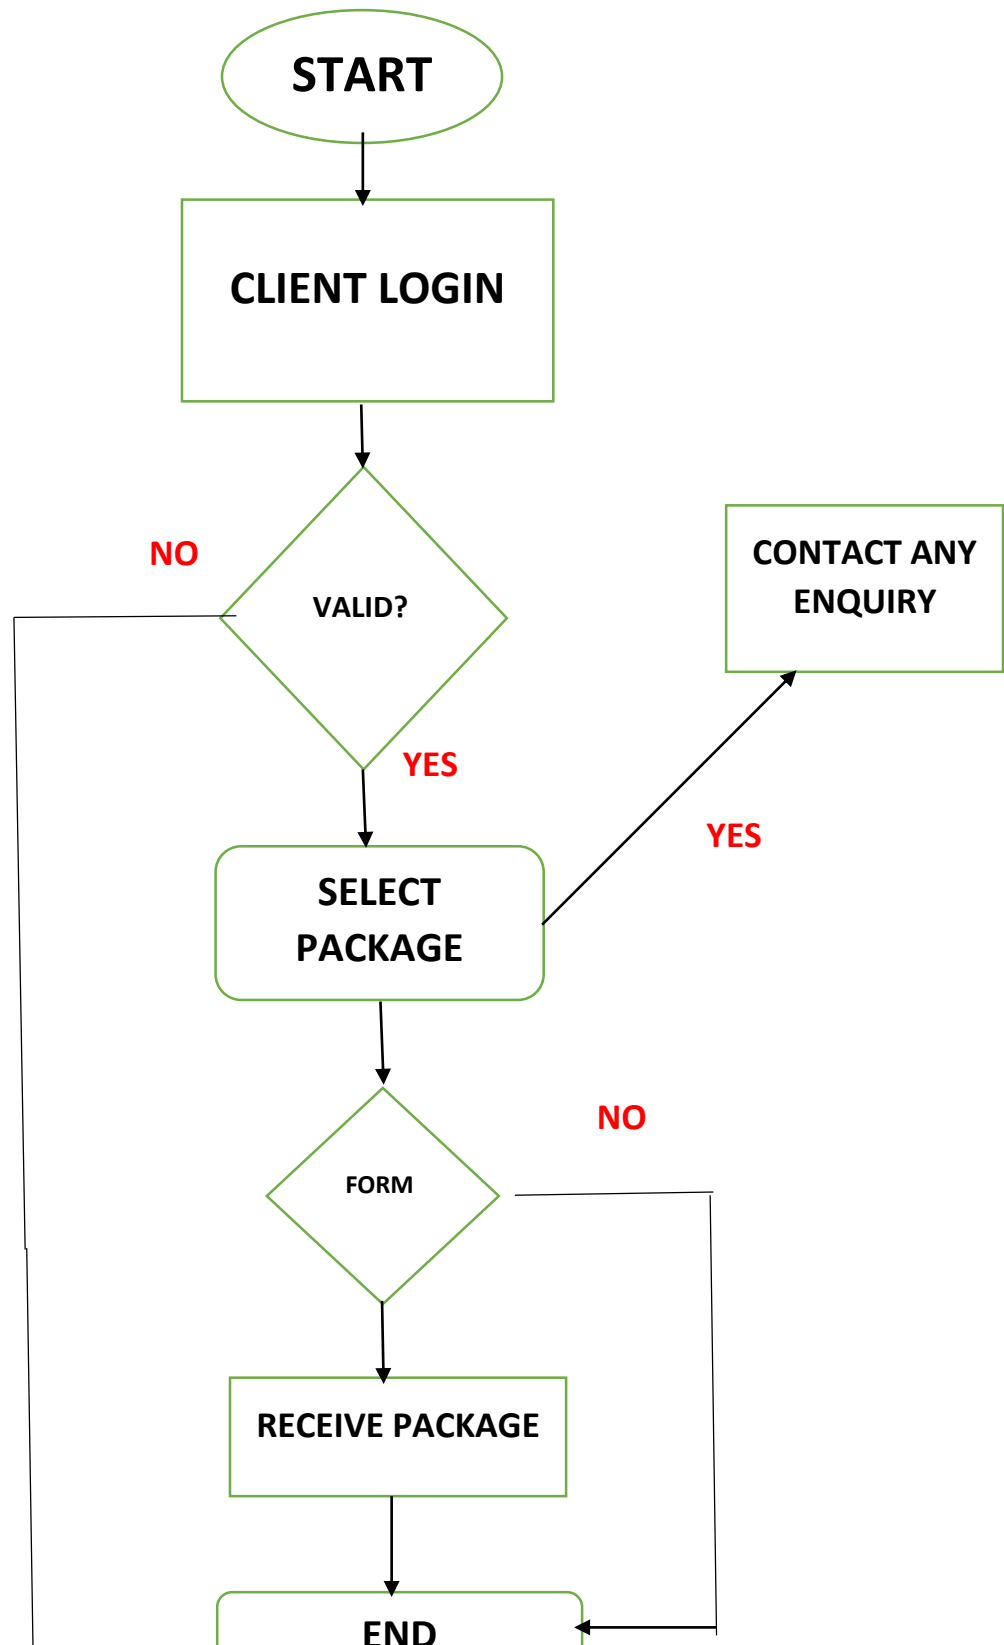 START
CLIENT LOGIN
NO
VALID?
CONTACT ANY
ENQUIRY
YES
YES
SELECT
PACKAGE
NO
FORM
RECEIVE PACKAGE
END